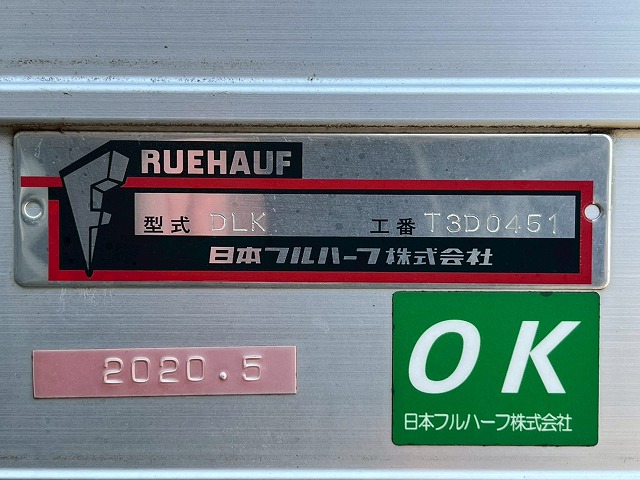 FRUEHAUF
型式 DLK 工番 T3D0451
日本フルハーフ株式会社
2020.5
OK
日本フルハーフ株式会社